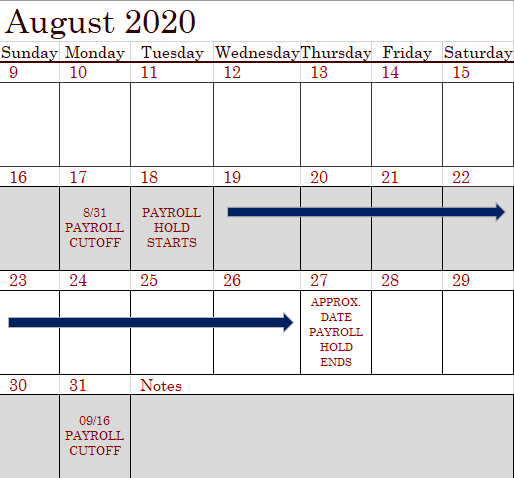 August 2020
Sunday Monday Tuesday Wednesday Thursday Friday Saturday
9 10 11 12 13 14 15
16 17 18 19 20 21 22
8/31
PAYROLL
CUTOFF
PAYROLL
HOLD
STARTS
23 24 25 26 27 28 29
APPROX.
DATE
PAYROLL
HOLD
ENDS
30 31 Notes
09/16
PAYROLL
CUTOFF